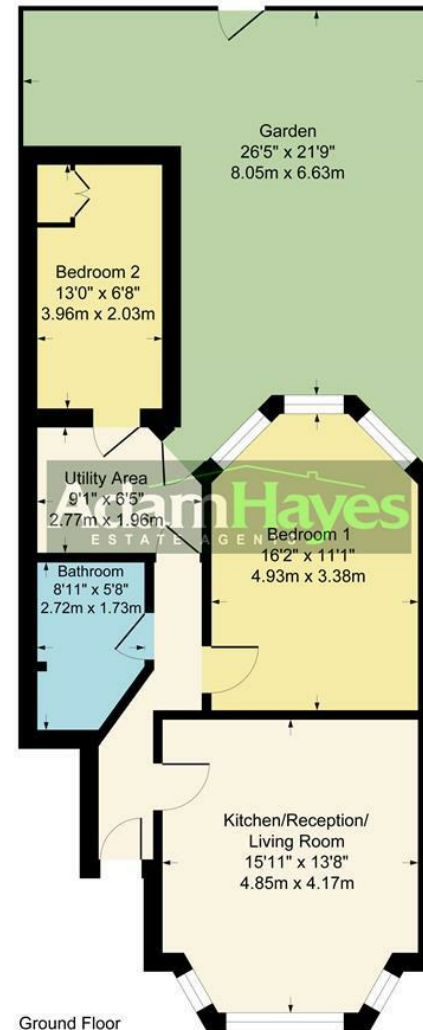 Garden
26'5" x 21'9"
8.05m x 6.63m
Bedroom 2
13'0" x 6'8"
3.96m x 2.03m
Utility Area
9'1" x 6'5"
2.77m x 1.96m
AdamHayes
ESTATE AGENTS
Bedroom 1
16'2" x 11'1"
4.93m x 3.38m
Bathroom
8'11" x 5'8"
2.72m x 1.73m
Kitchen/Reception/
Living Room
15'11" x 13'8"
4.85m x 4.17m
Ground Floor